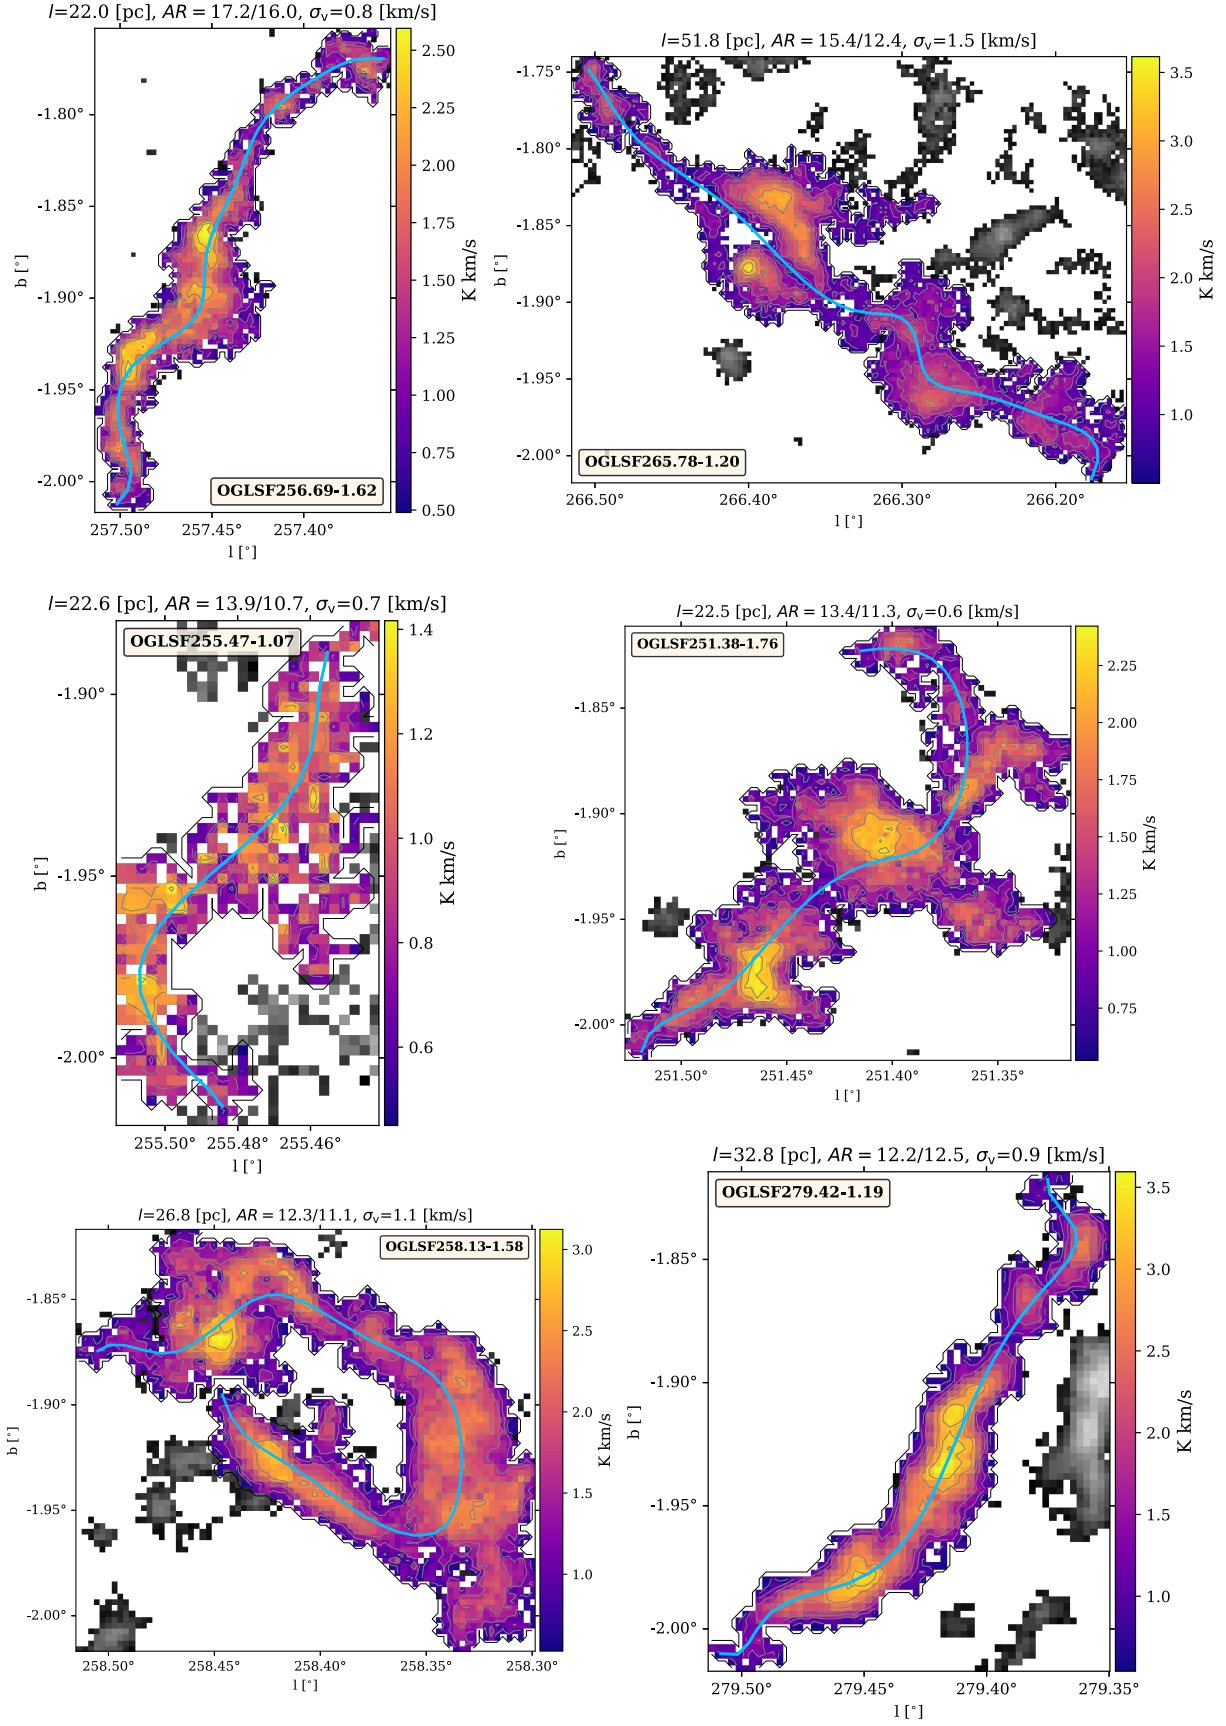 l=22.0 [pc], AR = 17.2/16.0, σv=0.8 [km/s]
-1.80°
-1.85°
-1.90°
-1.95°
-2.00°
b [°]
257.50° 257.45° 257.40°
l [°]
OGLSF256.69-1.62
2.50
2.25
2.00
1.75
1.50
1.25
1.00
0.75
0.50
K km/s
l=51.8 [pc], AR = 15.4/12.4, σv=1.5 [km/s]
-1.75°
-1.80°
-1.85°
-1.90°
-1.95°
-2.00°
b [°]
OGLSF265.78-1.20
266.50° 266.40° 266.30° 266.20°
l [°]
3.5
3.0
2.5
2.0
1.5
1.0
K km/s
l=22.6 [pc], AR = 13.9/10.7, σv=0.7 [km/s]
OGLSF255.47-1.07
-1.90°
-1.95°
-2.00°
b [°]
255.50° 255.48° 255.46°
l [°]
1.4
1.2
1.0
0.8
0.6
K km/s
l=22.5 [pc], AR = 13.4/11.3, σv=0.6 [km/s]
OGLSF251.38-1.76
-1.85°
-1.90°
-1.95°
-2.00°
b [°]
251.50° 251.45° 251.40° 251.35°
l [°]
2.25
2.00
1.75
1.50
1.25
1.00
0.75
K km/s
l=26.8 [pc], AR = 12.3/11.1, σv=1.1 [km/s]
OGLSF258.13-1.58
-1.85°
-1.90°
-1.95°
-2.00°
b [°]
258.50° 258.45° 258.40° 258.35° 258.30°
l [°]
3.0
2.5
2.0
1.5
1.0
K km/s
l=32.8 [pc], AR = 12.2/12.5, σv=0.9 [km/s]
OGLSF279.42-1.19
-1.85°
-1.90°
-1.95°
-2.00°
b [°]
279.50° 279.45° 279.40° 279.35°
l [°]
3.5
3.0
2.5
2.0
1.5
1.0
K km/s